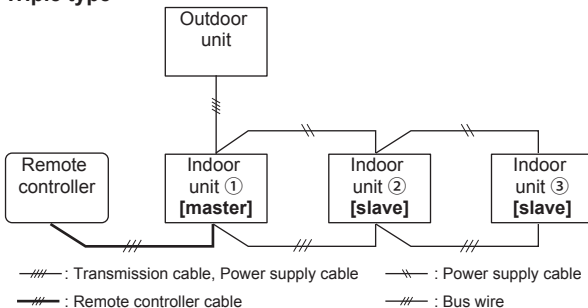 Triple type
Outdoor
unit
Remote
controller
Indoor
unit ①
[master]
Indoor
unit ②
[slave]
Indoor
unit ③
[slave]
: Transmission cable, Power supply cable
: Power supply cable
: Remote controller cable
: Bus wire